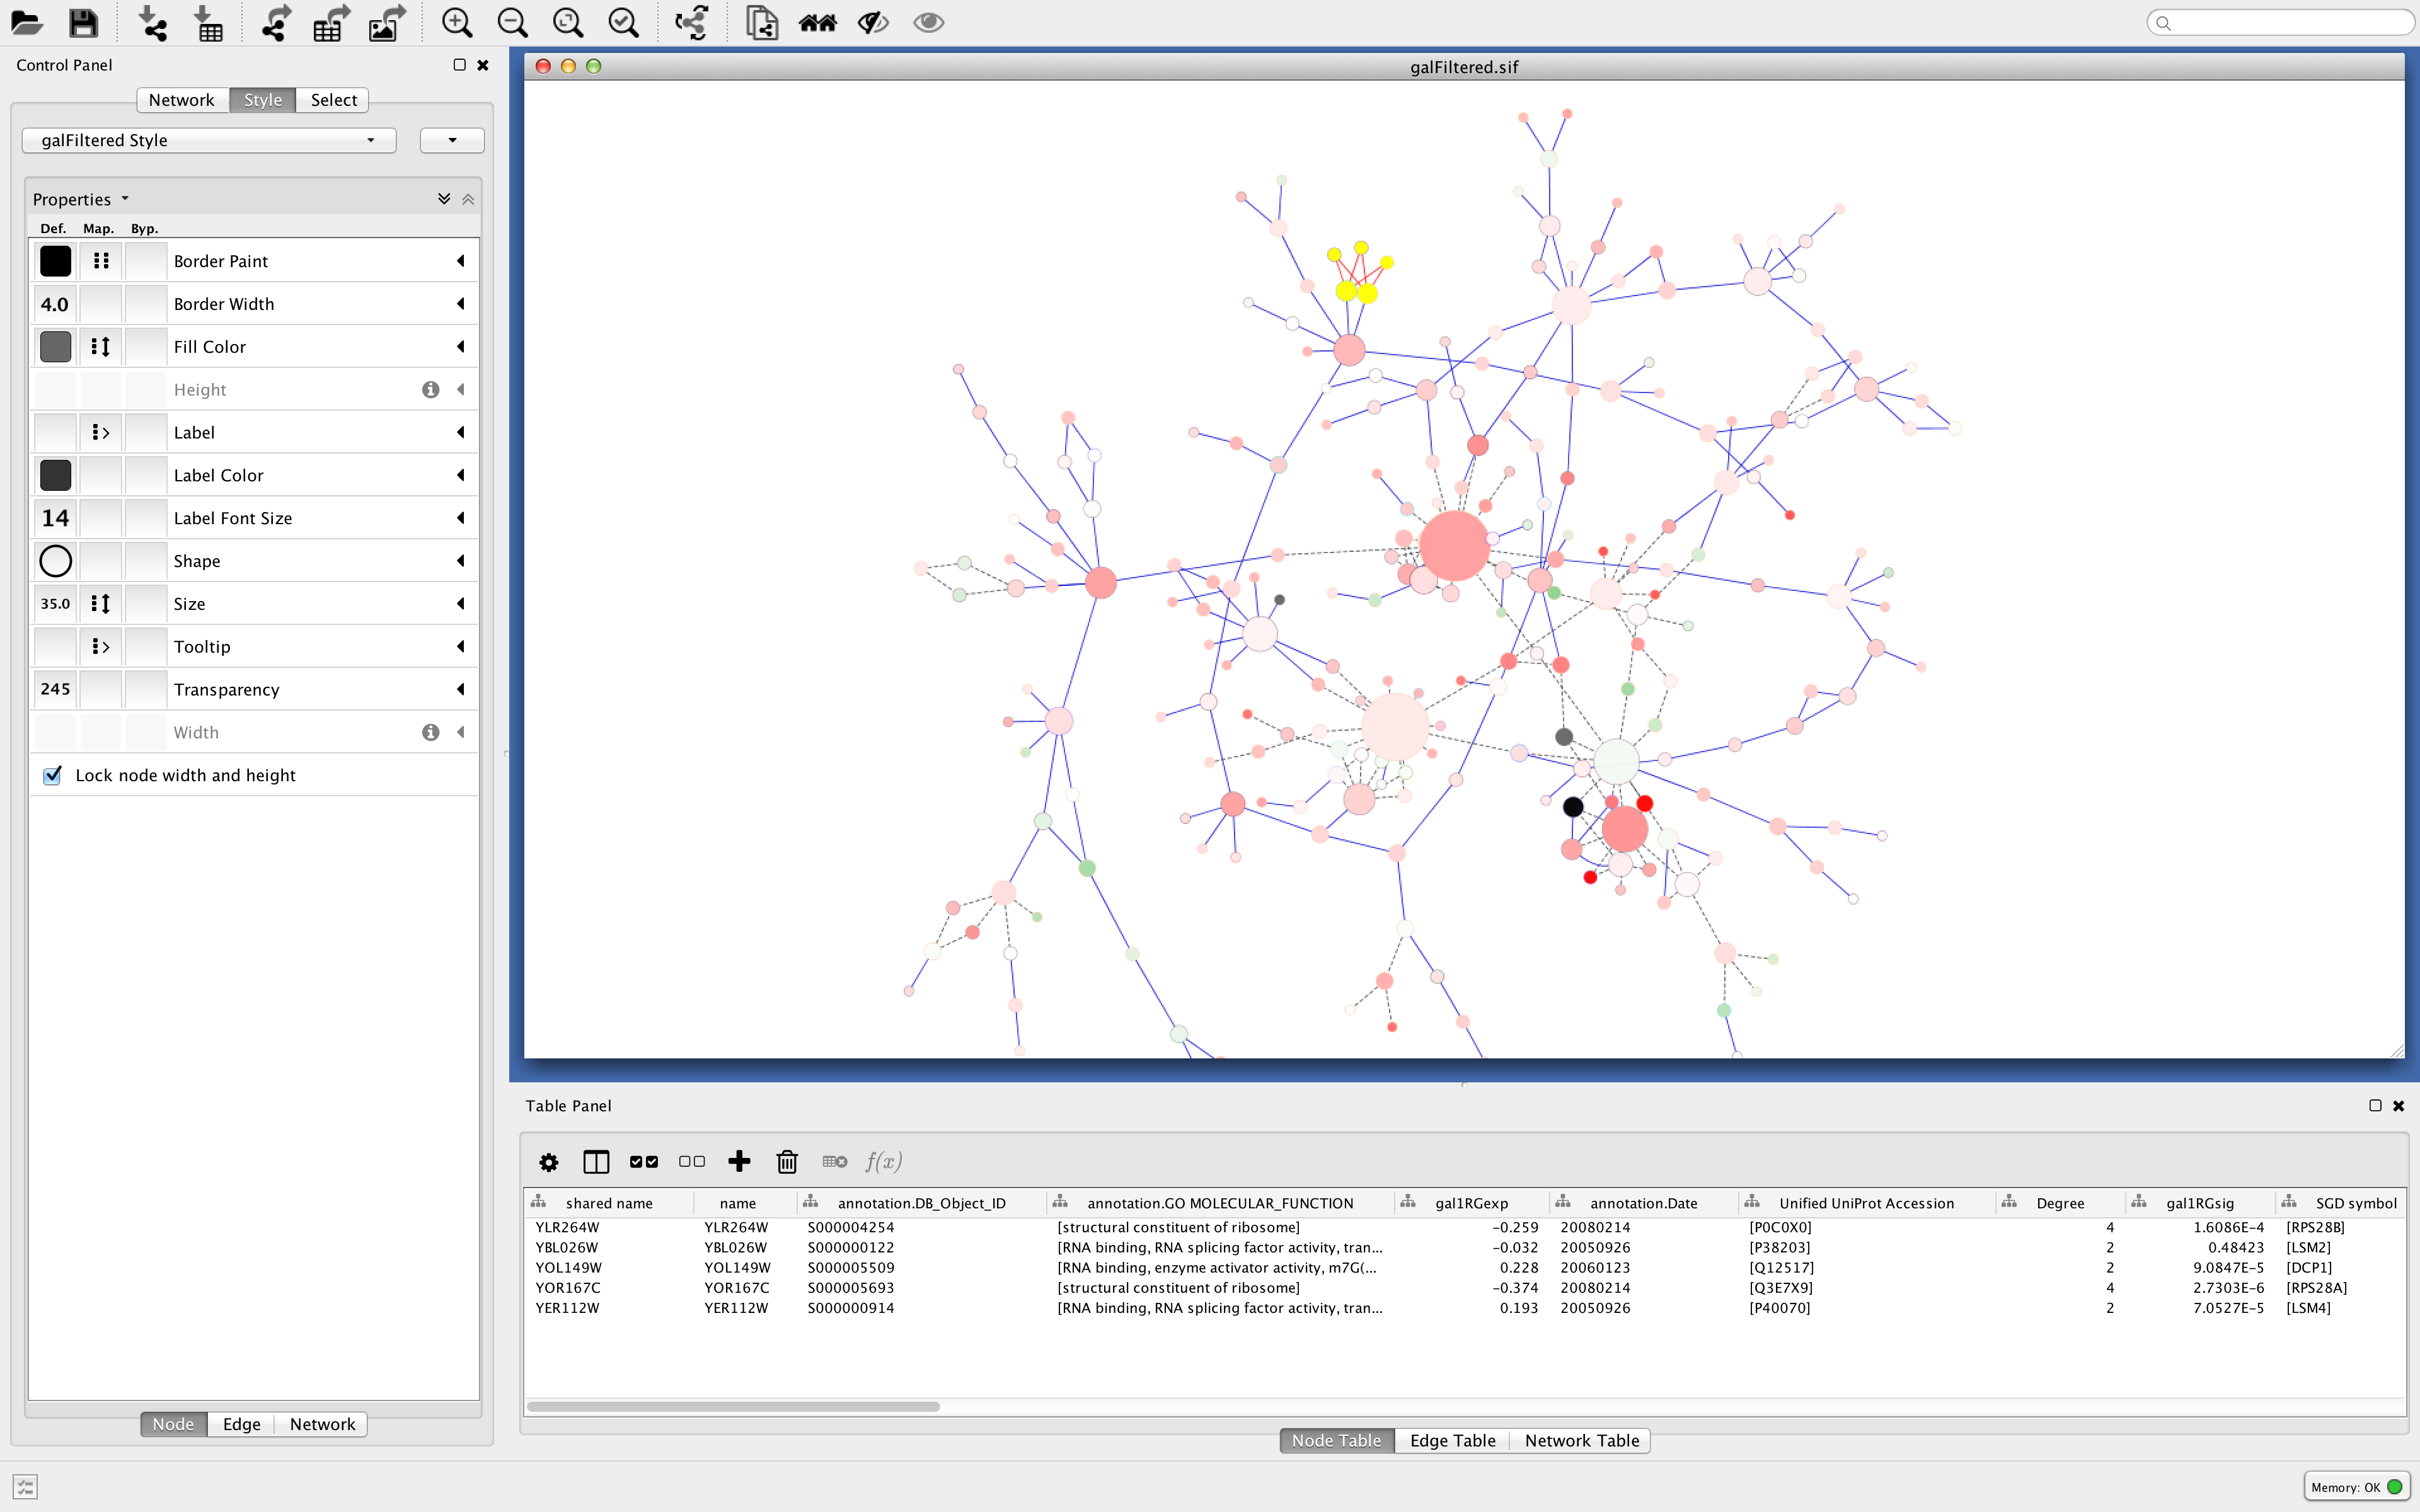 Control Panel
Network Style Select
galFiltered Style
Properties
Def. Map. Byp.
Border Paint
4.0 Border Width
Fill Color
Height
Label
Label Color
14 Label Font Size
Shape
35.0 Size
Tooltip
245 Transparency
Width
Lock node width and height
Node Edge Network
galFiltered.sif
Table Panel
f(x)
shared name name annotation.DB_Object_ID annotation.GO MOLECULAR_FUNCTION gal1RGexp annotation.Date Unified UniProt Accession Degree gal1RGsig SGD symbol
YLR264W YLR264W S000004254 [structural constituent of ribosome] −0.259 20080214 [P0C0X0] 4 1.6086E−4 [RPS28B]
YBL026W YBL026W S000000122 [RNA binding, RNA splicing factor activity, tran... −0.032 20050926 [P38203] 2 0.48423 [LSM2]
YOL149W YOL149W S000005509 [RNA binding, enzyme activator activity, m7G(... 0.228 20060123 [Q12517] 2 9.0847E−5 [DCP1]
YOR167C YOR167C S000005693 [structural constituent of ribosome] −0.374 20080214 [Q3E7X9] 4 2.7303E−6 [RPS28A]
YER112W YER112W S000000914 [RNA binding, RNA splicing factor activity, tran... 0.193 20050926 [P40070] 2 7.0527E−5 [LSM4]
Node Table Edge Table Network Table
Memory: OK